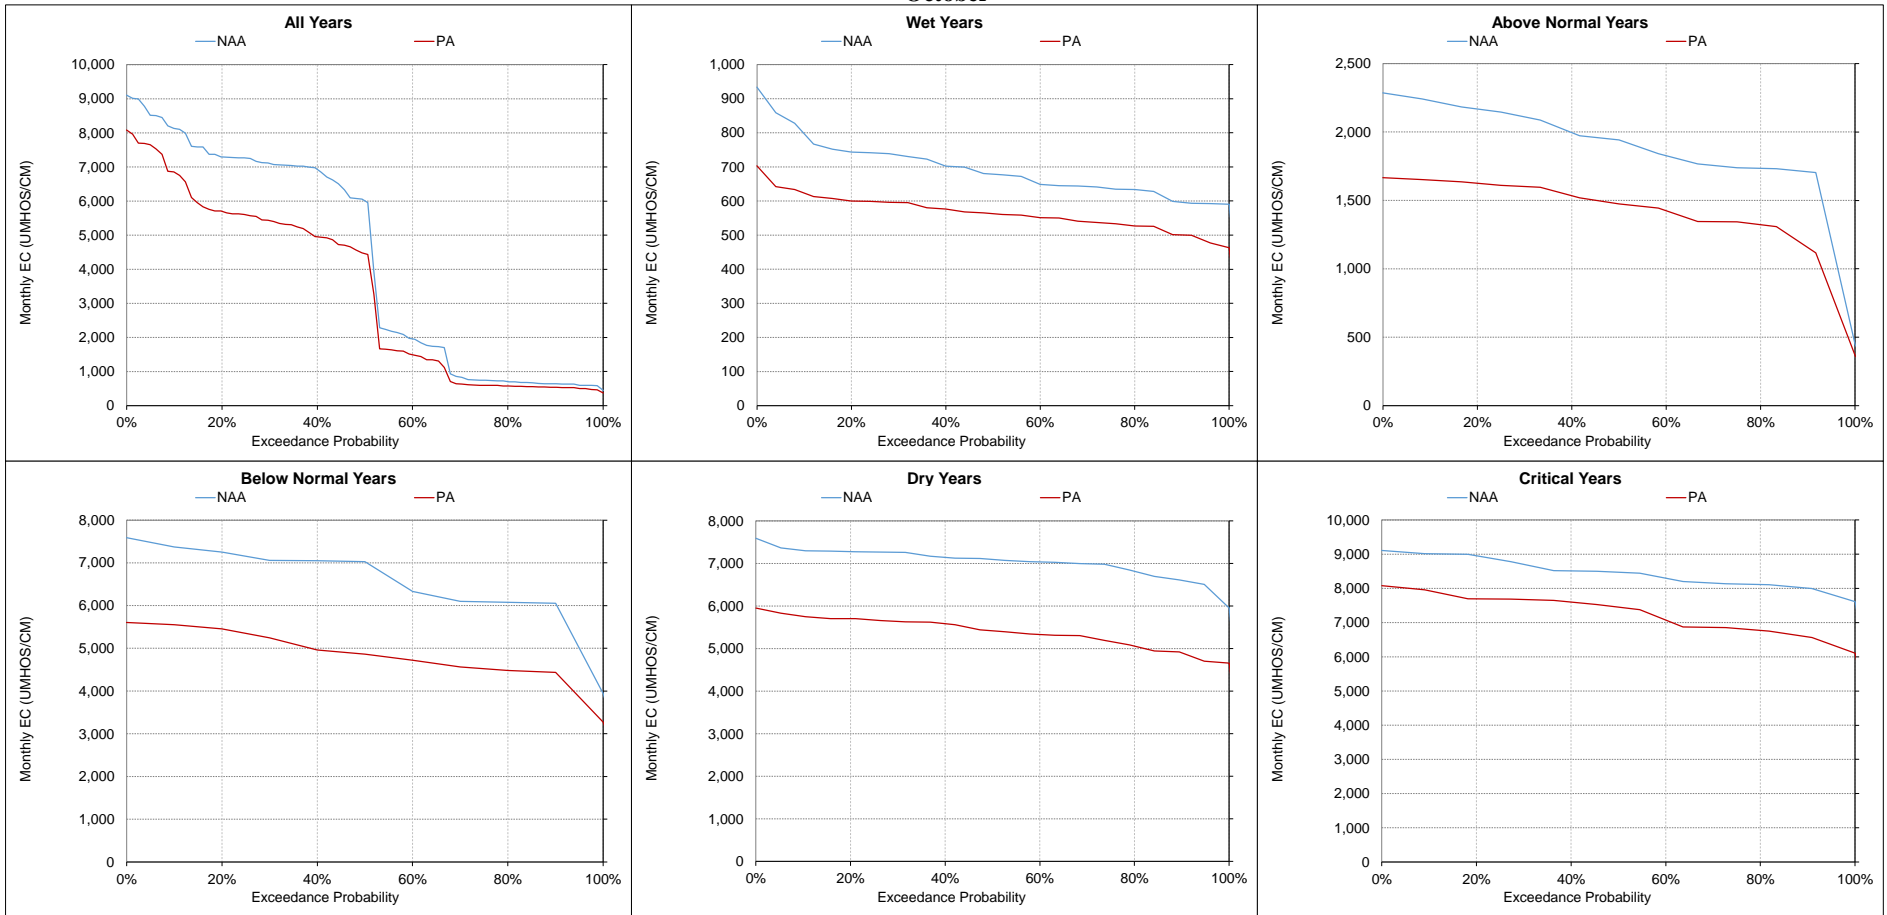 All Years
NAA PA
10,000
9,000
8,000
7,000
6,000
5,000
4,000
3,000
2,000
1,000
0
Monthly EC (UMHOS/CM)
0% 20% 40% 60% 80% 100%
Exceedance Probability
Wet Years
NAA PA
1,000
900
800
700
600
500
400
300
200
100
0
Monthly EC (UMHOS/CM)
0% 20% 40% 60% 80% 100%
Exceedance Probability
Above Normal Years
NAA PA
2,500
2,000
1,500
1,000
500
0
Monthly EC (UMHOS/CM)
0% 20% 40% 60% 80% 100%
Exceedance Probability
Below Normal Years
NAA PA
8,000
7,000
6,000
5,000
4,000
3,000
2,000
1,000
0
Monthly EC (UMHOS/CM)
0% 20% 40% 60% 80% 100%
Exceedance Probability
Dry Years
NAA PA
8,000
7,000
6,000
5,000
4,000
3,000
2,000
1,000
0
Monthly EC (UMHOS/CM)
0% 20% 40% 60% 80% 100%
Exceedance Probability
Critical Years
NAA PA
10,000
9,000
8,000
7,000
6,000
5,000
4,000
3,000
2,000
1,000
0
Monthly EC (UMHOS/CM)
0% 20% 40% 60% 80% 100%
Exceedance Probability